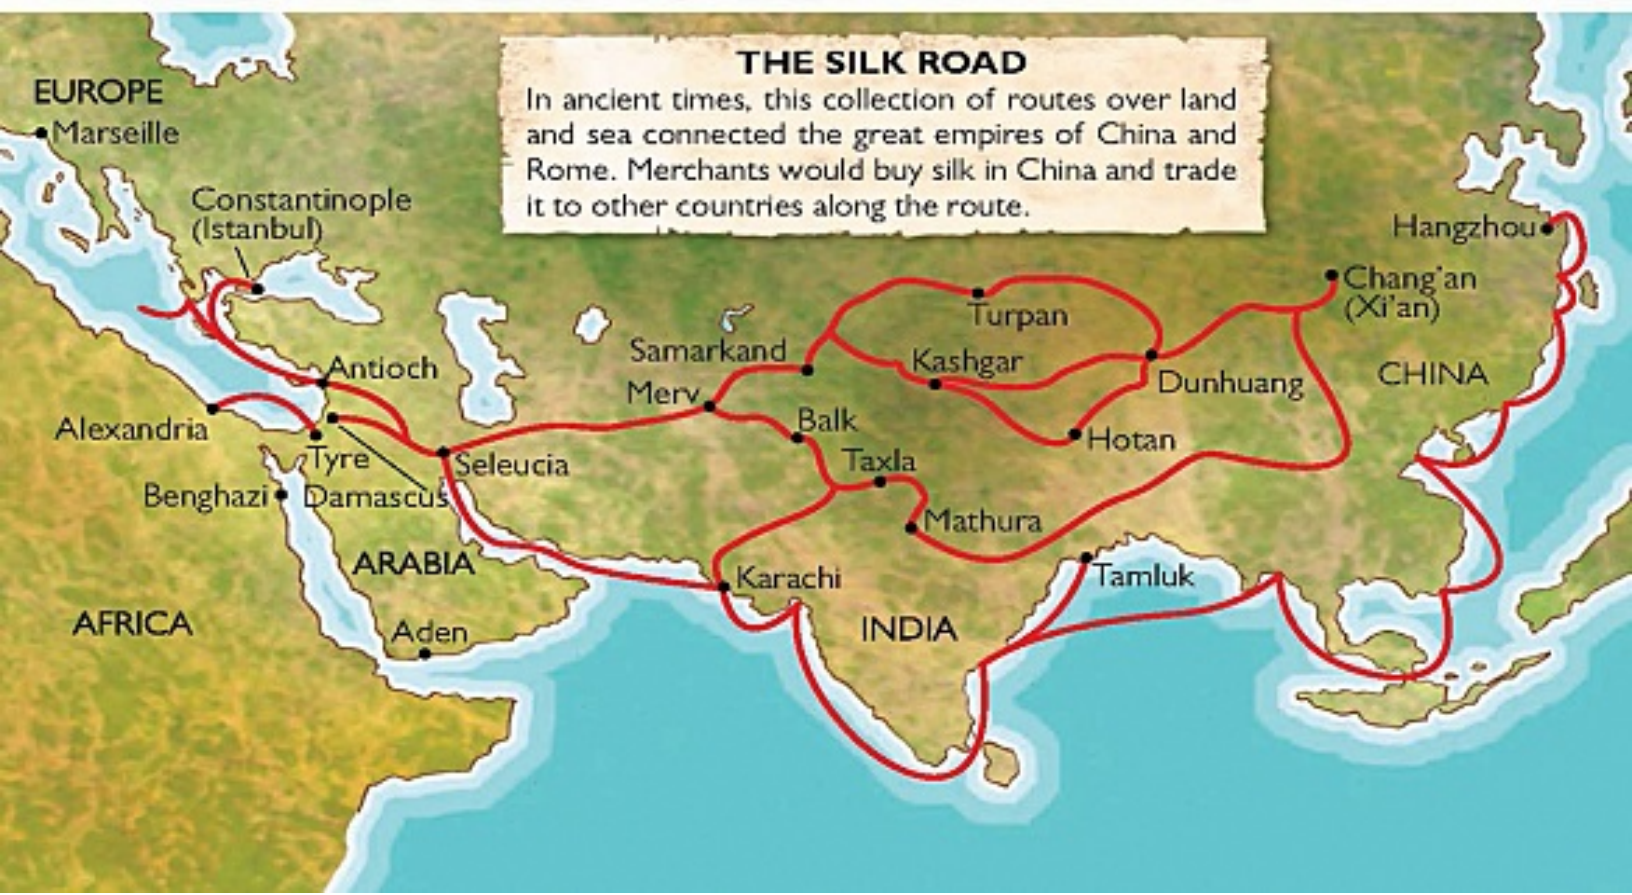 THE SILK ROAD
In ancient times, this collection of routes over land
and sea connected the great empires of China and
Rome. Merchants would buy silk in China and trade
it to other countries along the route.
EUROPE
Marseille
Constantinople
(Istanbul)
Hangzhou
Chang'an
(Xi'an)
Turpan
Samarkand
Kashgar
Antioch
CHINA
Dunhuang
Merv
Balk
Alexandria
Hotan
Tyre
Seleucia
Taxla
Benghazi
Damascus
Mathura
ARABIA
Karachi
Tamluk
AFRICA
Aden
INDIA